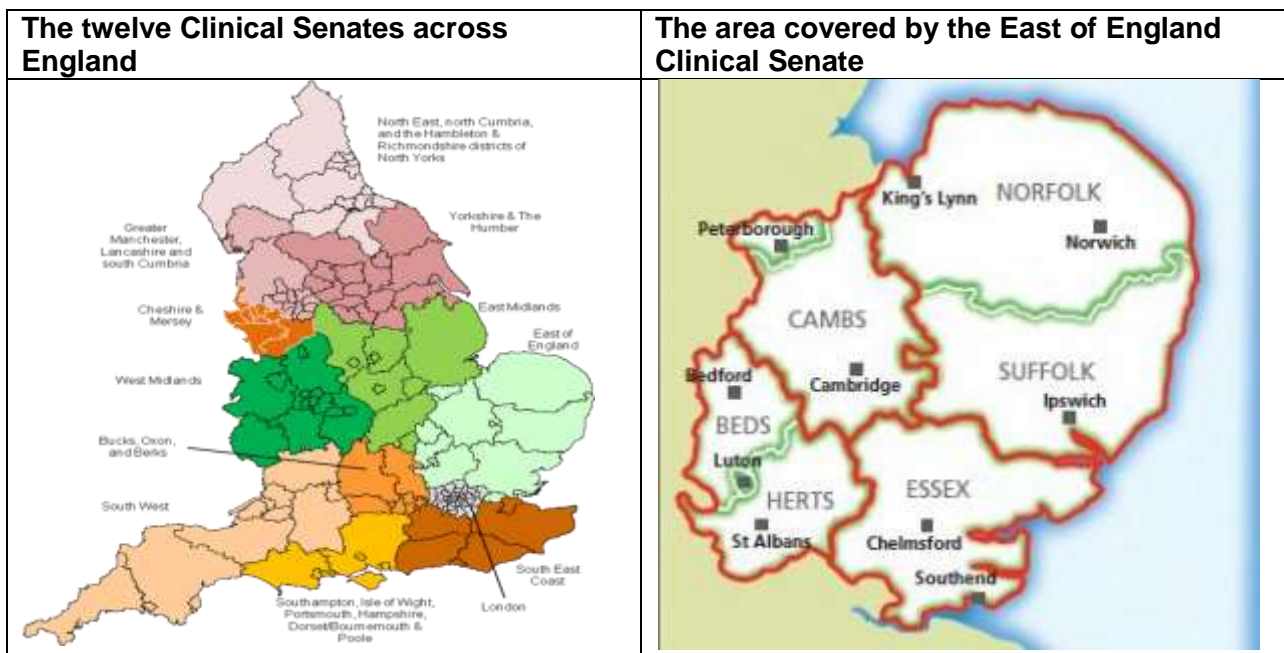 The twelve Clinical Senates across
England
The area covered by the East of England
Clinical Senate
North East, north Cumbria,
and the Hambleton &
Richmondshire districts of
North Yorks
Greater
Manchester,
Lancashire and
south Cumbria
Yorkshire & The
Humber
Cheshire &
Mersey
East Midlands
East of
England
West Midlands
Bucks, Oxon,
and Berks
South West
South East
Coast
London
Southampton, Isle of Wight,
Portsmouth, Hampshire,
Dorset/Bournemouth &
Poole
King's Lynn
NORFOLK
Peterborough
Norwich
CAMBS
Bedford
Cambridge
SUFFOLK
Ipswich
BEDS
Luton
HERTS
ESSEX
St Albans
Chelmsford
Southend